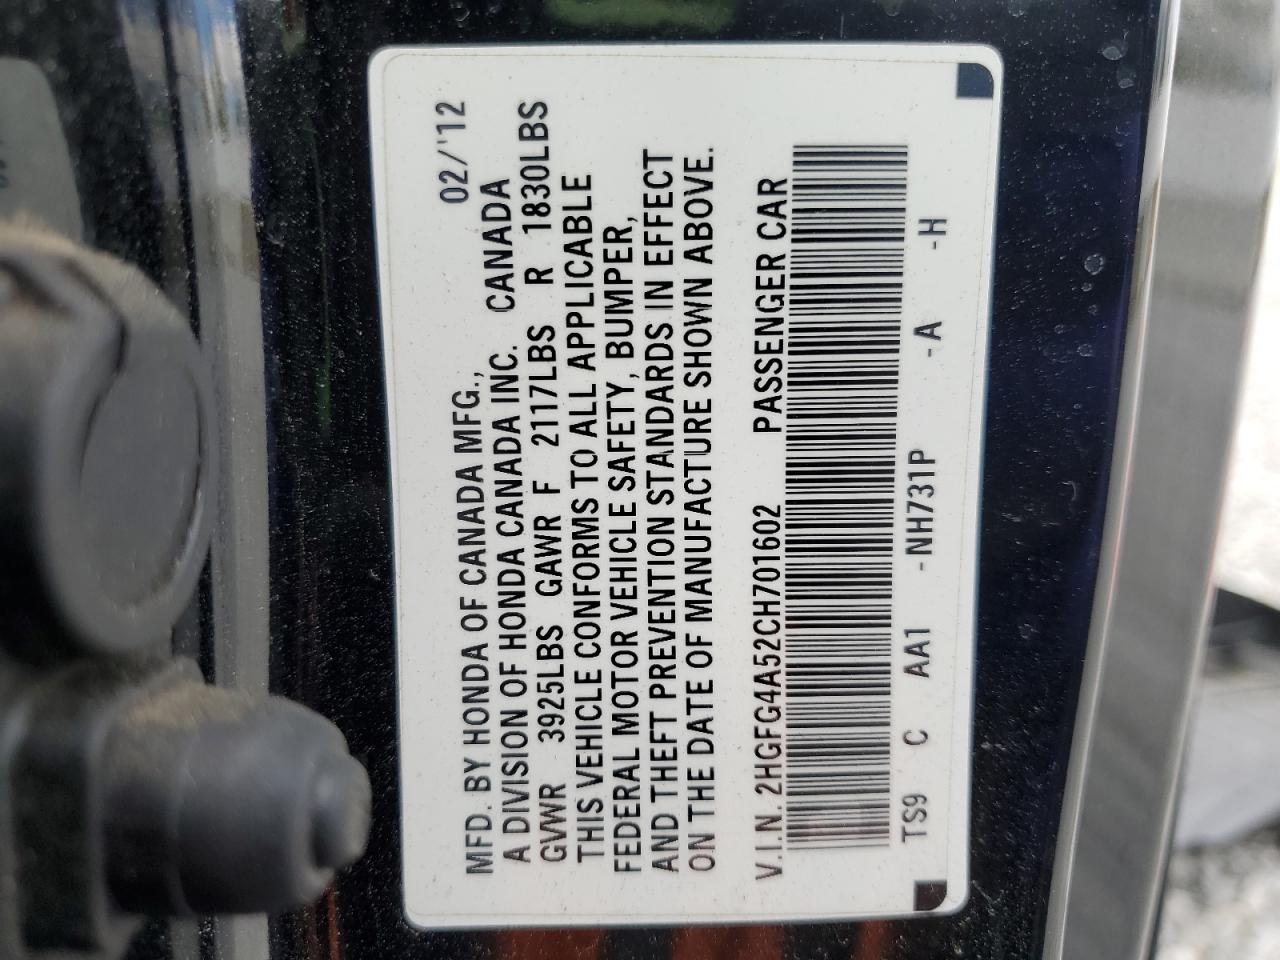 MFD. BY HONDA OF CANADA MFG., 02/'12
A DIVISION OF HONDA CANADA INC. CANADA
GVWR 3925LBS GAWR F 2117LBS R 1830LBS
THIS VEHICLE CONFORMS TO ALL APPLICABLE
FEDERAL MOTOR VEHICLE SAFETY, BUMPER,
AND THEFT PREVENTION STANDARDS IN EFFECT
ON THE DATE OF MANUFACTURE SHOWN ABOVE.
V.I.N. 2HGFG4A52CH701602 PASSENGER CAR
TS9 C AA1 -NH731P -A -H